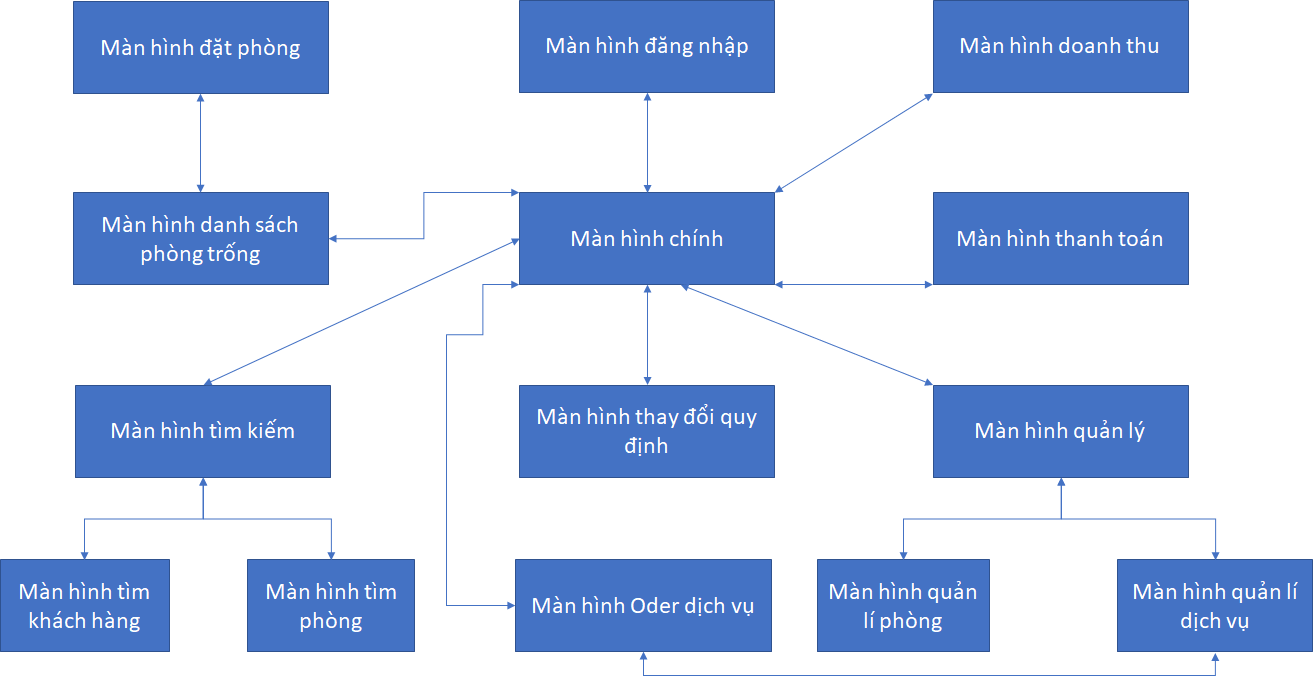 Màn hình đặt phòng
Màn hình đăng nhập
Màn hình doanh thu
Màn hình danh sách
phòng trống
Màn hình chính
Màn hình thanh toán
Màn hình tìm kiếm
Màn hình thay đổi quy
định
Màn hình quản lý
Màn hình tìm
khách hàng
Màn hình tìm
phòng
Màn hình Oder dịch vụ
Màn hình quản
lí phòng
Màn hình quản lí
dịch vụ